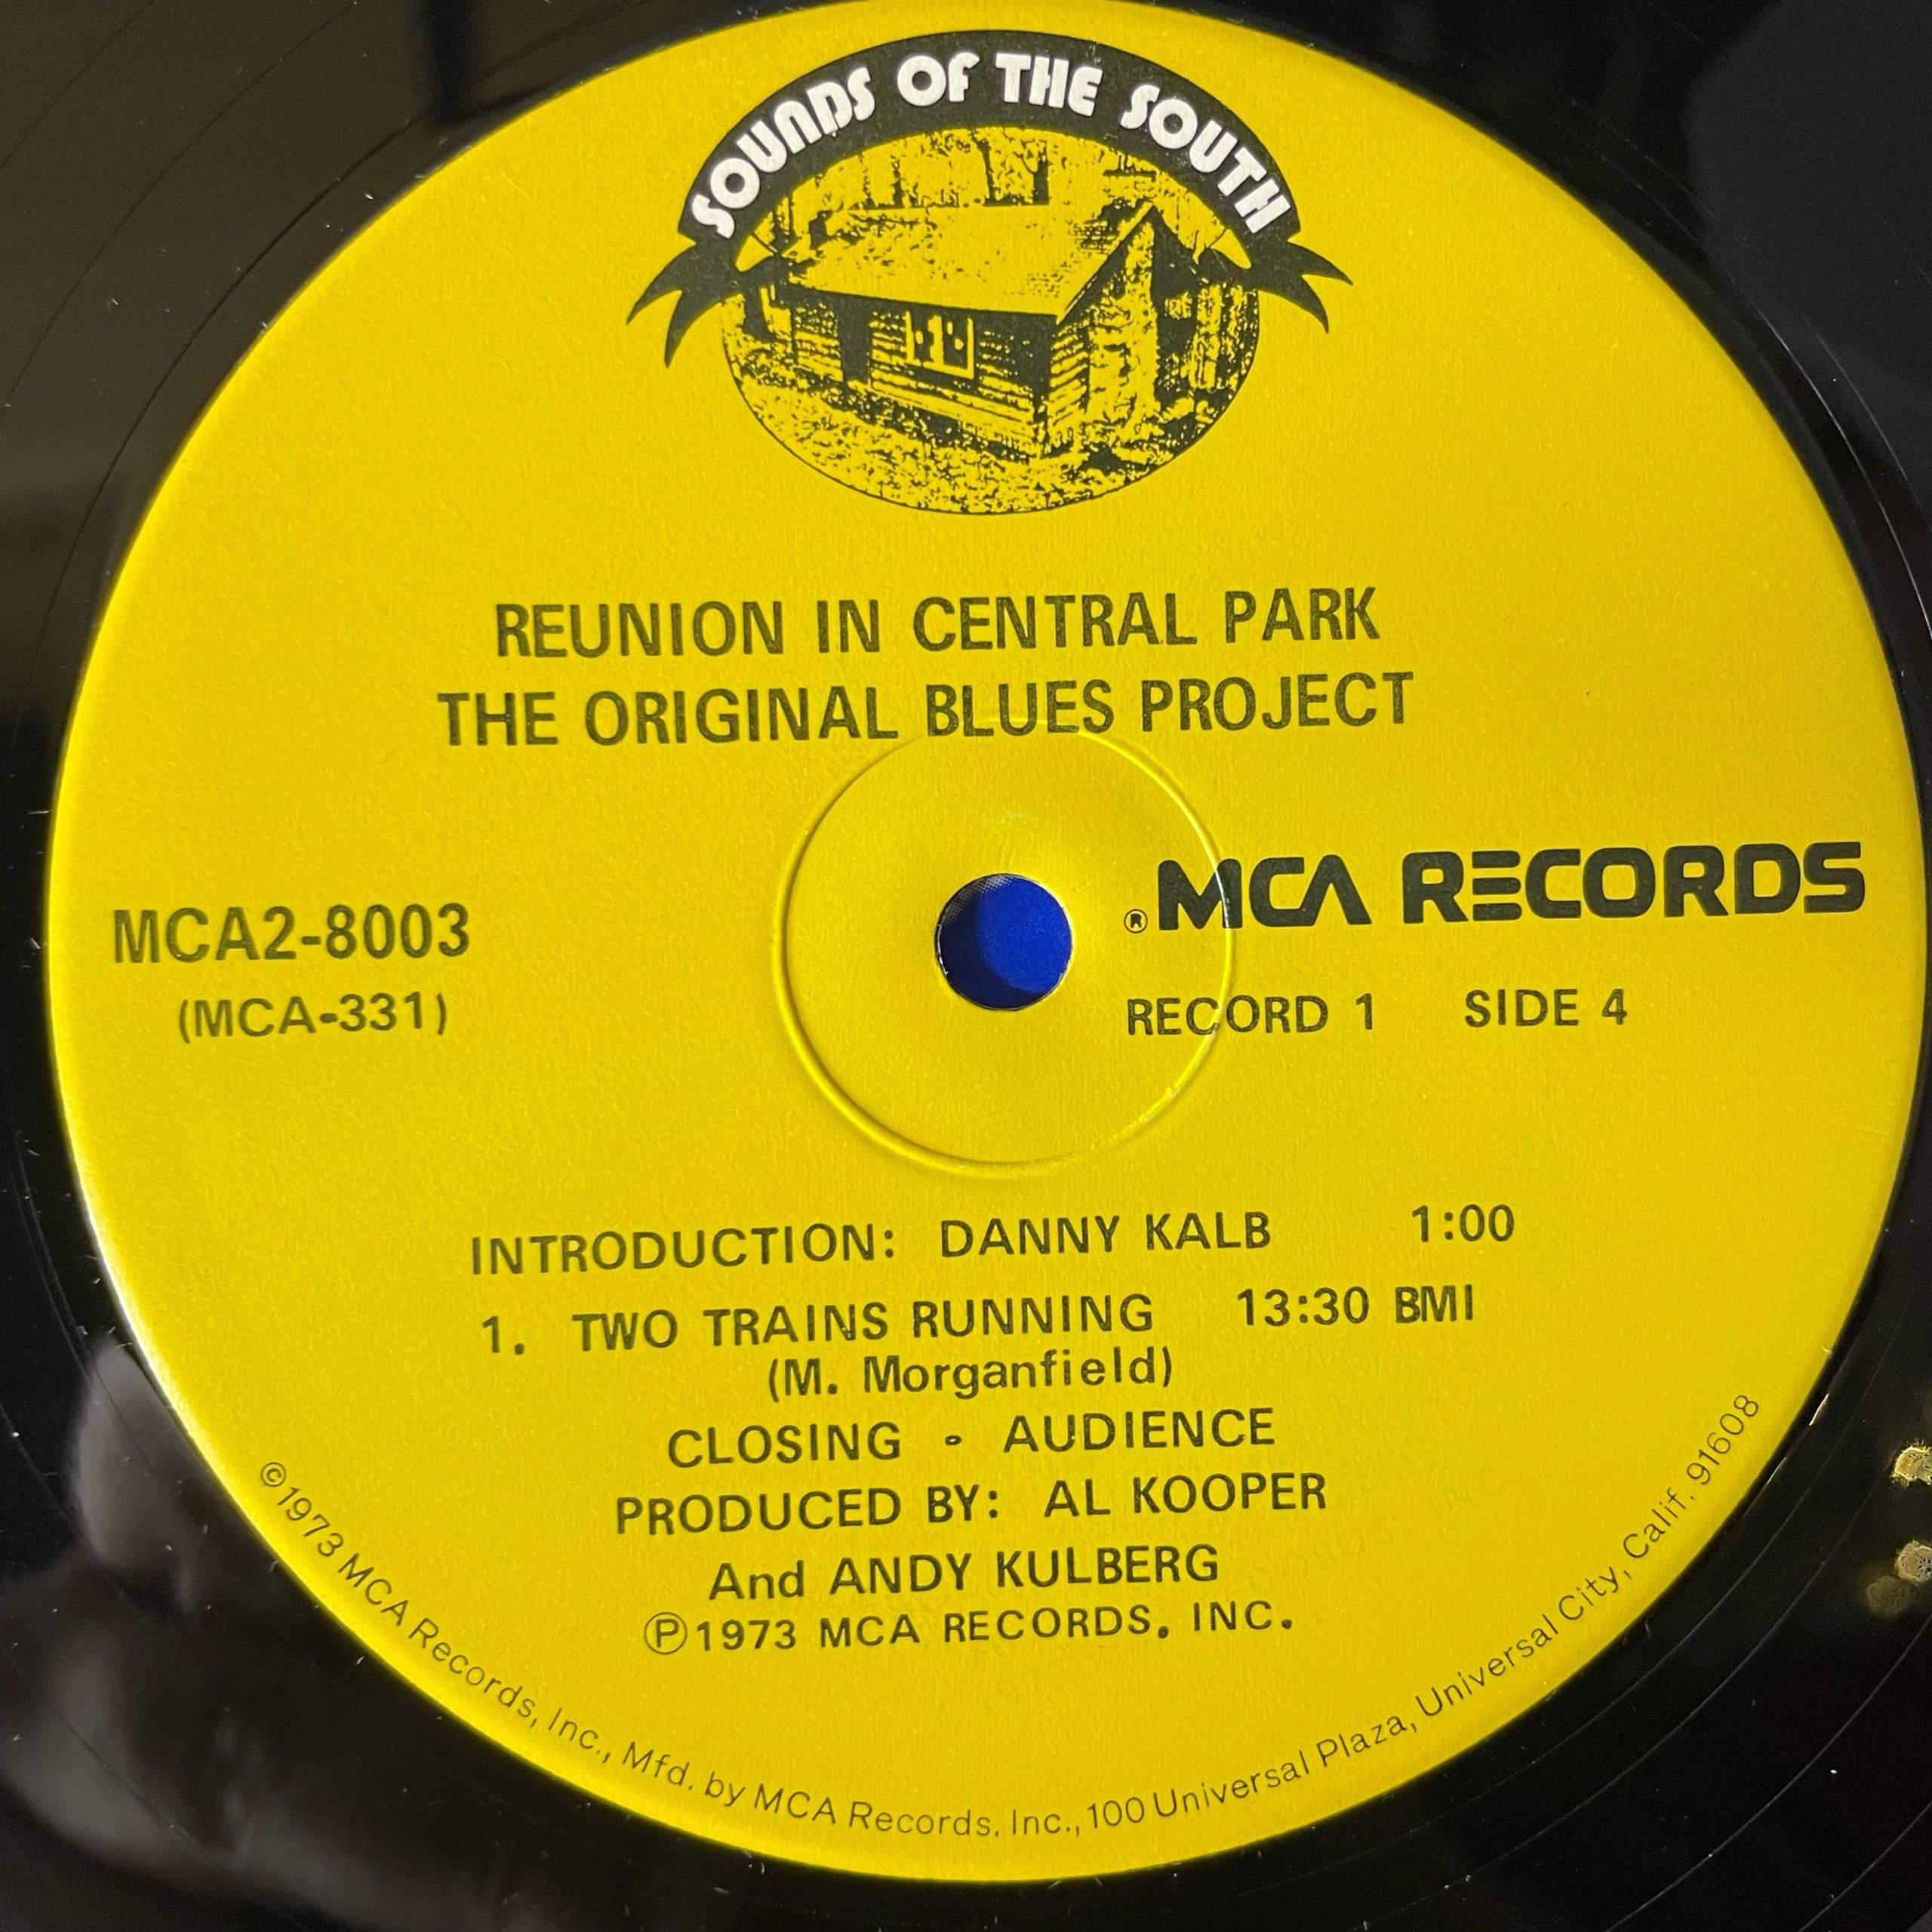 SOUNDS OF THE SOUTH
REUNION IN CENTRAL PARK
THE ORIGINAL BLUES PROJECT
® MCA RECORDS
MCA2-8003
(MCA-331)
RECORD 1 SIDE 4
INTRODUCTION: DANNY KALB 1:00
1. TWO TRAINS RUNNING 13:30 BMI
(M. Morganfield)
CLOSING - AUDIENCE
PRODUCED BY: AL KOOPER
And ANDY KULBERG
Ⓟ1973 MCA RECORDS, INC.
©1973 MCA Records, Inc., Mfd. by MCA Records, Inc., 100 Universal Plaza, Universal City, Calif. 91608